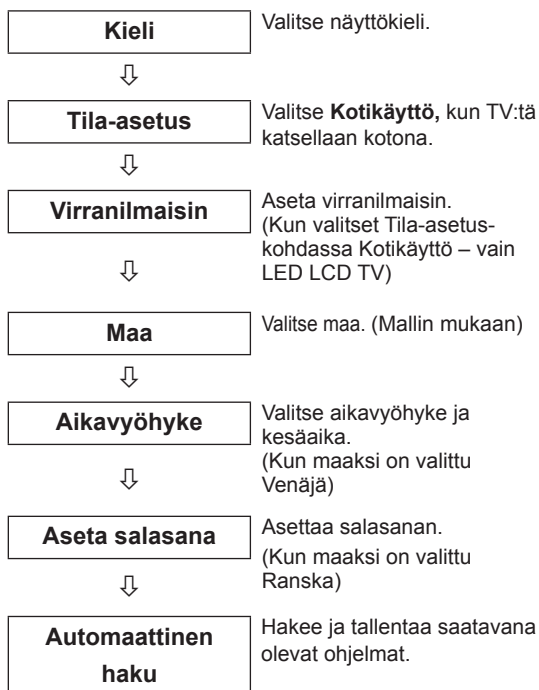 Kieli
Valitse näyttökieli.
⇩
Tila-asetus
Valitse Kotikäyttö, kun TV:tä
katsellaan kotona.
⇩
Virranilmaisin
Aseta virranilmaisin.
(Kun valitset Tila-asetus-
kohdassa Kotikäyttö – vain
LED LCD TV)
⇩
Maa
Valitse maa. (Mallin mukaan)
⇩
Aikavyöhyke
Valitse aikavyöhyke ja
kesäaika.
(Kun maaksi on valittu
Venäjä)
⇩
Aseta salasana
Asettaa salasanan.
(Kun maaksi on valittu
Ranska)
⇩
Automaattinen
haku
Hakee ja tallentaa saatavana
olevat ohjelmat.